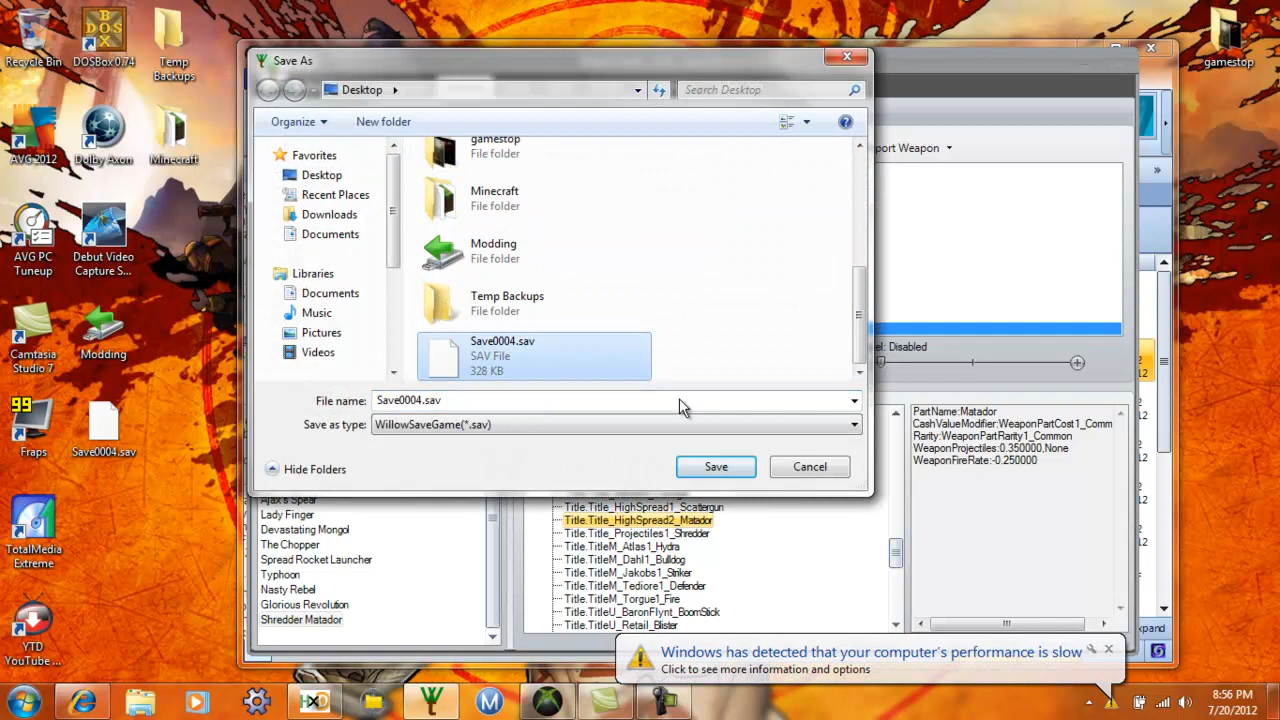 Recycle Bin
DOSBox 0.74
Temp
Backups
gamestop
AVG 2012
Dolby Axon
Minecraft
AVG PC
Tuneup
Debut Video
Capture S...
Camtasia
Studio 7
Modding
99
Fraps
Save0004.sav
TotalMedia
Extreme
YTD
YouTube ...
Save As
Desktop
Search Desktop
Organize
New folder
Favorites
Desktop
Recent Places
Downloads
Documents
Libraries
Documents
Music
Pictures
Videos
gamestop
File folder
Minecraft
File folder
Modding
File folder
Temp Backups
File folder
Save0004.sav
SAV File
328 KB
File name:
Save0004.sav
Save as type:
WillowSaveGame(*.sav)
Hide Folders
Save
Cancel
port Weapon
el: Disabled
PartName:Matador
CashValueModifier:WeaponPartCost1_Comm
Rarity:WeaponPartRarity1_Common
WeaponProjectiles:0.350000,None
WeaponFireRate:-0.250000
Ajax's Spear
Lady Finger
Devastating Mongol
The Chopper
Spread Rocket Launcher
Typhoon
Nasty Rebel
Glorious Revolution
Shredder Matador
Title.Title_HighSpread1_Scattergun
Title.Title_HighSpread2_Matador
Title.Title_Projectiles1_Shredder
Title.TitleM_Atlas1_Hydra
Title.TitleM_Dahl1_Bulldog
Title.TitleM_Jakobs1_Striker
Title.TitleM_Tediore1_Defender
Title.TitleM_Torgue1_Fire
Title.TitleU_BaronFlynt_BoomStick
Title.TitleU_Retail_Blister
12
12
12
12
xpand
Windows has detected that your computer's performance is slow
Click to see more information and options
8:56 PM
7/20/2012